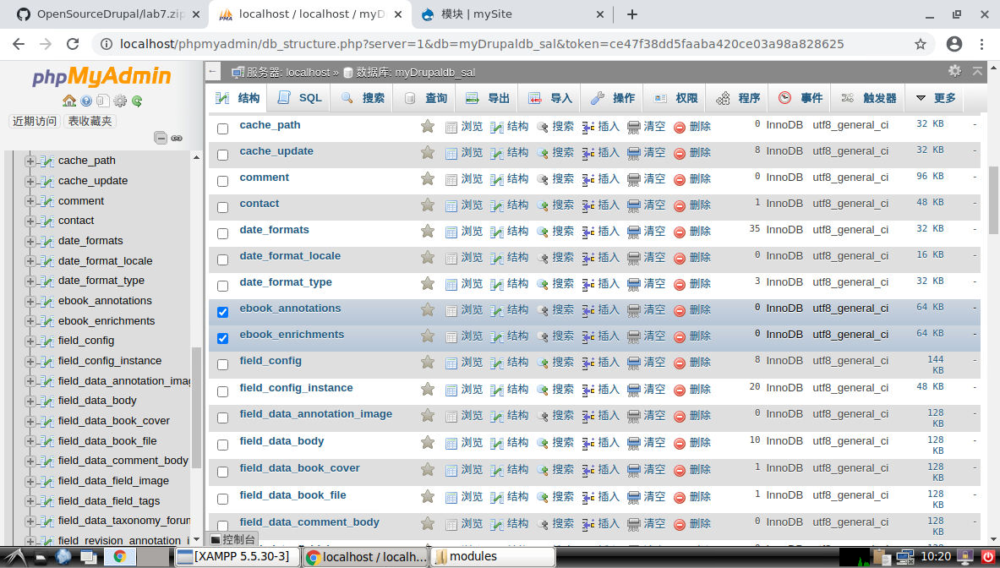 OpenSourceDrupal/lab7.zip
localhost / localhost / myD
模块 | mySite
localhost/phpmyadmin/db_structure.php?server=1&db=myDrupaldb_sal&token=ce47f38dd5faaba420ce03a98a828625
phpMyAdmin
近期访问 表收藏夹
cache_path
cache_update
comment
contact
date_formats
date_format_locale
date_format_type
ebook_annotations
ebook_enrichments
field_config
field_config_instance
field_data_annotation_imag
field_data_body
field_data_book_cover
field_data_book_file
field_data_comment_body
field_data_field_image
field_data_field_tags
field_data_taxonomy_forum
field_revision_annotation_i
服务器: localhost » 数据库: myDrupaldb_sal
结构 SQL 搜索 查询 导出 导入 操作 权限 程序 事件 触发器 更多
cache_path 浏览 结构 搜索 插入 清空 删除 0 InnoDB utf8_general_ci 32 KB -
cache_update 浏览 结构 搜索 插入 清空 删除 8 InnoDB utf8_general_ci 32 KB -
comment 浏览 结构 搜索 插入 清空 删除 0 InnoDB utf8_general_ci 96 KB -
contact 浏览 结构 搜索 插入 清空 删除 1 InnoDB utf8_general_ci 48 KB -
date_formats 浏览 结构 搜索 插入 清空 删除 35 InnoDB utf8_general_ci 32 KB -
date_format_locale 浏览 结构 搜索 插入 清空 删除 0 InnoDB utf8_general_ci 16 KB -
date_format_type 浏览 结构 搜索 插入 清空 删除 3 InnoDB utf8_general_ci 32 KB -
ebook_annotations 浏览 结构 搜索 插入 清空 删除 0 InnoDB utf8_general_ci 64 KB -
ebook_enrichments 浏览 结构 搜索 插入 清空 删除 0 InnoDB utf8_general_ci 64 KB -
field_config 浏览 结构 搜索 插入 清空 删除 8 InnoDB utf8_general_ci 144 KB -
field_config_instance 浏览 结构 搜索 插入 清空 删除 20 InnoDB utf8_general_ci 48 KB -
field_data_annotation_image 浏览 结构 搜索 插入 清空 删除 0 InnoDB utf8_general_ci 128 KB -
field_data_body 浏览 结构 搜索 插入 清空 删除 10 InnoDB utf8_general_ci 128 KB -
field_data_book_cover 浏览 结构 搜索 插入 清空 删除 1 InnoDB utf8_general_ci 128 KB -
field_data_book_file 浏览 结构 搜索 插入 清空 删除 1 InnoDB utf8_general_ci 128 KB -
field_data_comment_body 浏览 结构 搜索 插入 清空 删除 0 InnoDB utf8_general_ci 128 KB -
控制台
[XAMPP 5.5.30-3]
localhost / localh...
modules
10:20